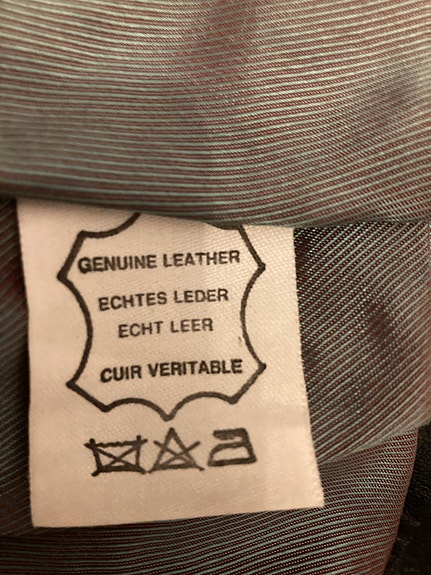 GENUINE LEATHER
ECHTES LEDER
ECHT LEER
CUIR VERITABLE